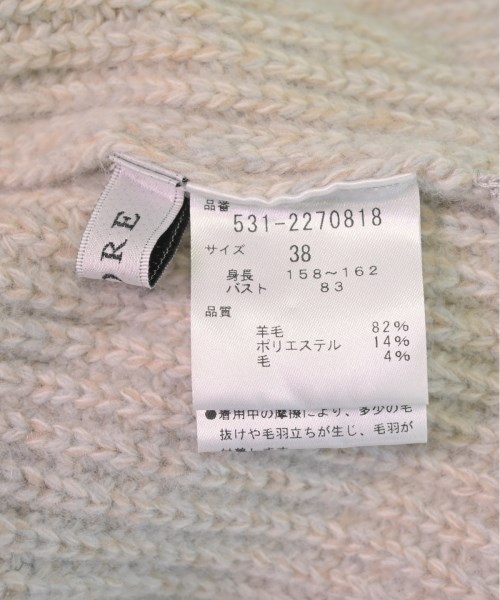 ORE
品番
531-2270818
サイズ 38
身長 158～162
バスト 83
品質
羊毛 82%
ポリエステル 14%
毛 4%
●着用中の摩擦により、多少の毛
抜けや毛羽立ちが生じ、毛羽が